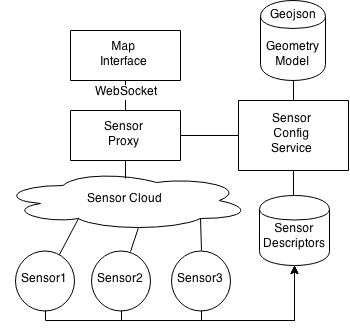 Geojson
Map
Interface
Geometry
Model
WebSocket
Sensor
Proxy
Sensor
Config
Service
Sensor Cloud
Sensor
Descriptors
Sensor1
Sensor2
Sensor3